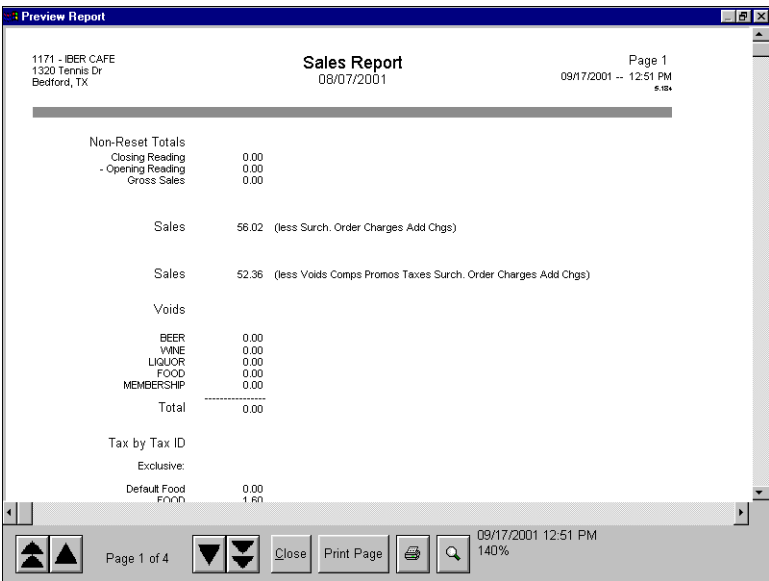 Preview Report
1171 - IBER CAFE
1320 Tennis Dr
Bedford, TX
Sales Report
08/07/2001
Page 1
09/17/2001 -- 12:51 PM
5.18+
Non-Reset Totals
Closing Reading 0.00
- Opening Reading 0.00
Gross Sales 0.00
Sales 56.02 (less Surch. Order Charges Add Chgs)
Sales 52.36 (less Voids Comps Promos Taxes Surch. Order Charges Add Chgs)
Voids
BEER 0.00
WINE 0.00
LIQUOR 0.00
FOOD 0.00
MEMBERSHIP 0.00
----------------
Total 0.00
Tax by Tax ID
Exclusive:
Default Food 0.00
FOOD 1.60
Page 1 of 4
Close
Print Page
09/17/2001 12:51 PM
140%